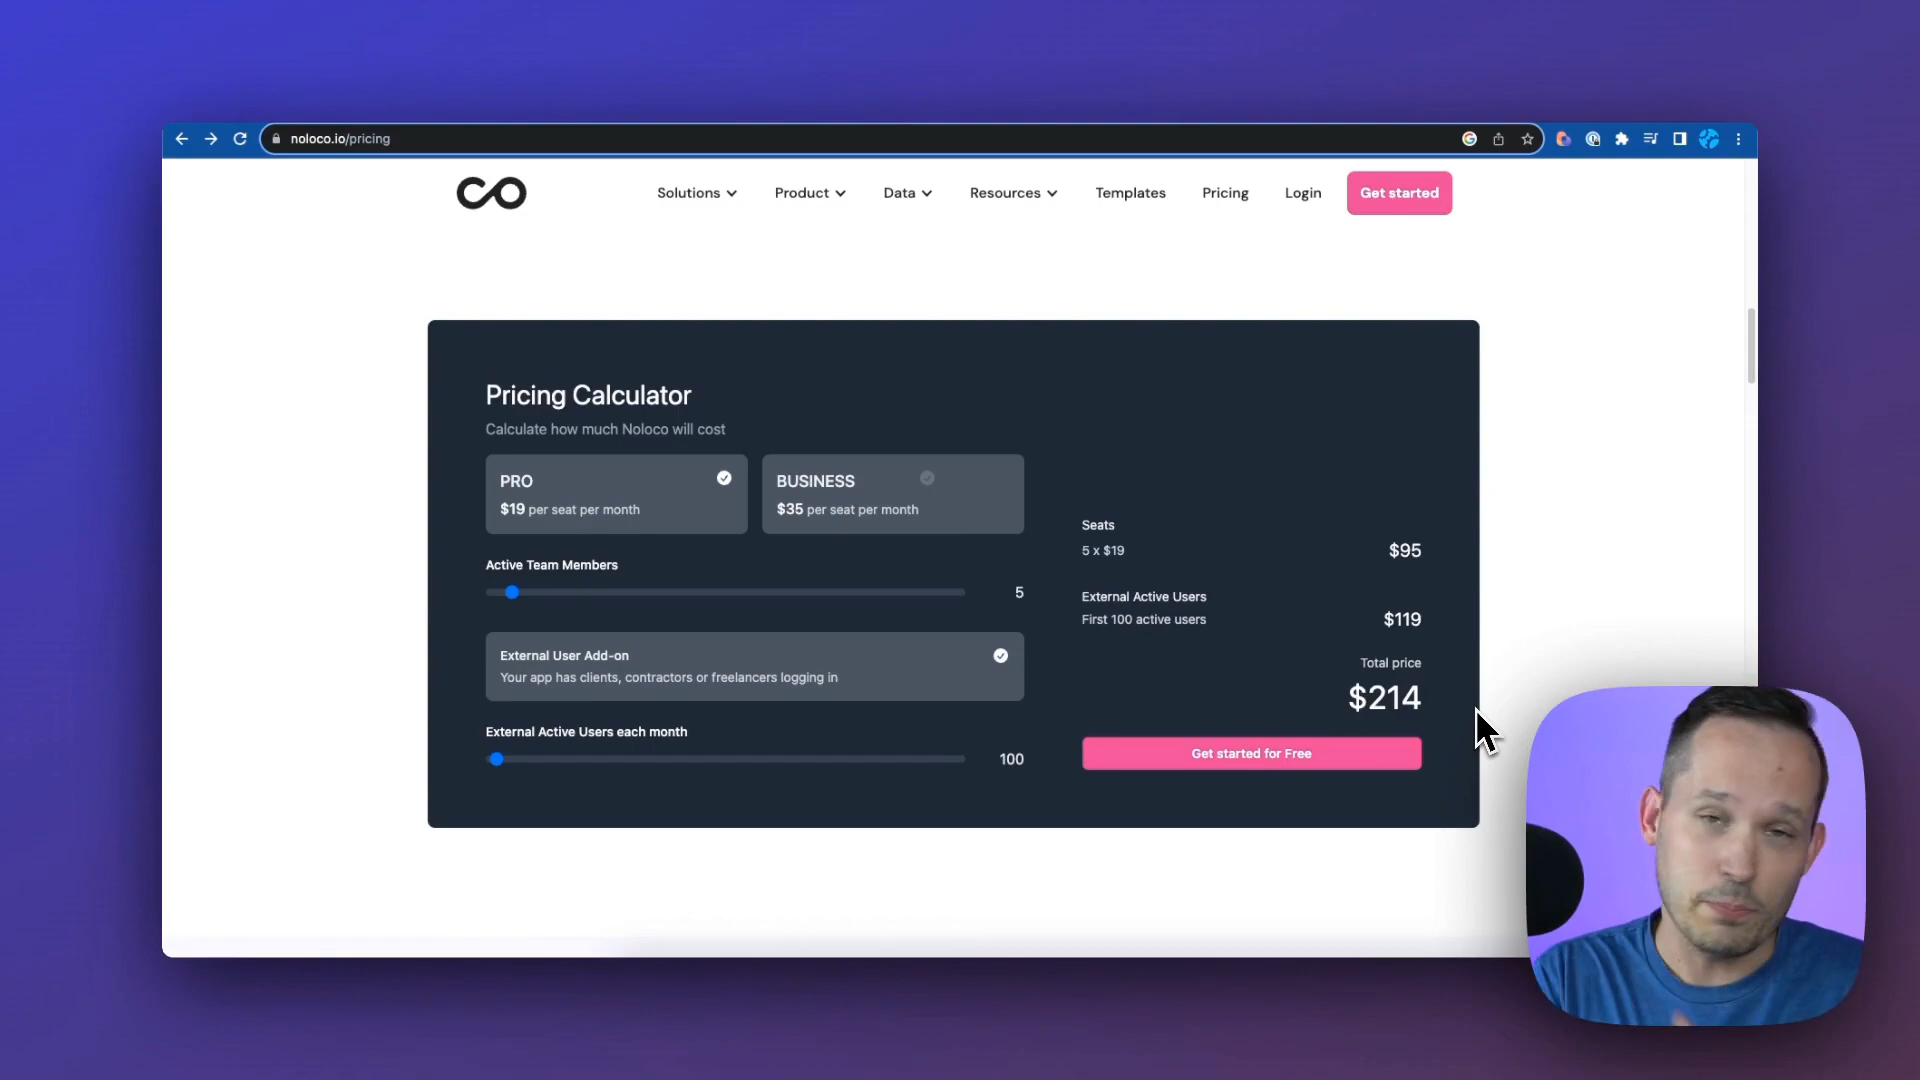 noloco.io/pricing
Solutions
Product
Data
Resources
Templates
Pricing
Login
Get started
Pricing Calculator
Calculate how much Noloco will cost
PRO
$19 per seat per month
BUSINESS
$35 per seat per month
Active Team Members
5
External User Add-on
Your app has clients, contractors or freelancers logging in
External Active Users each month
100
Seats
5 x $19
$95
External Active Users
First 100 active users
$119
Total price
$214
Get started for Free